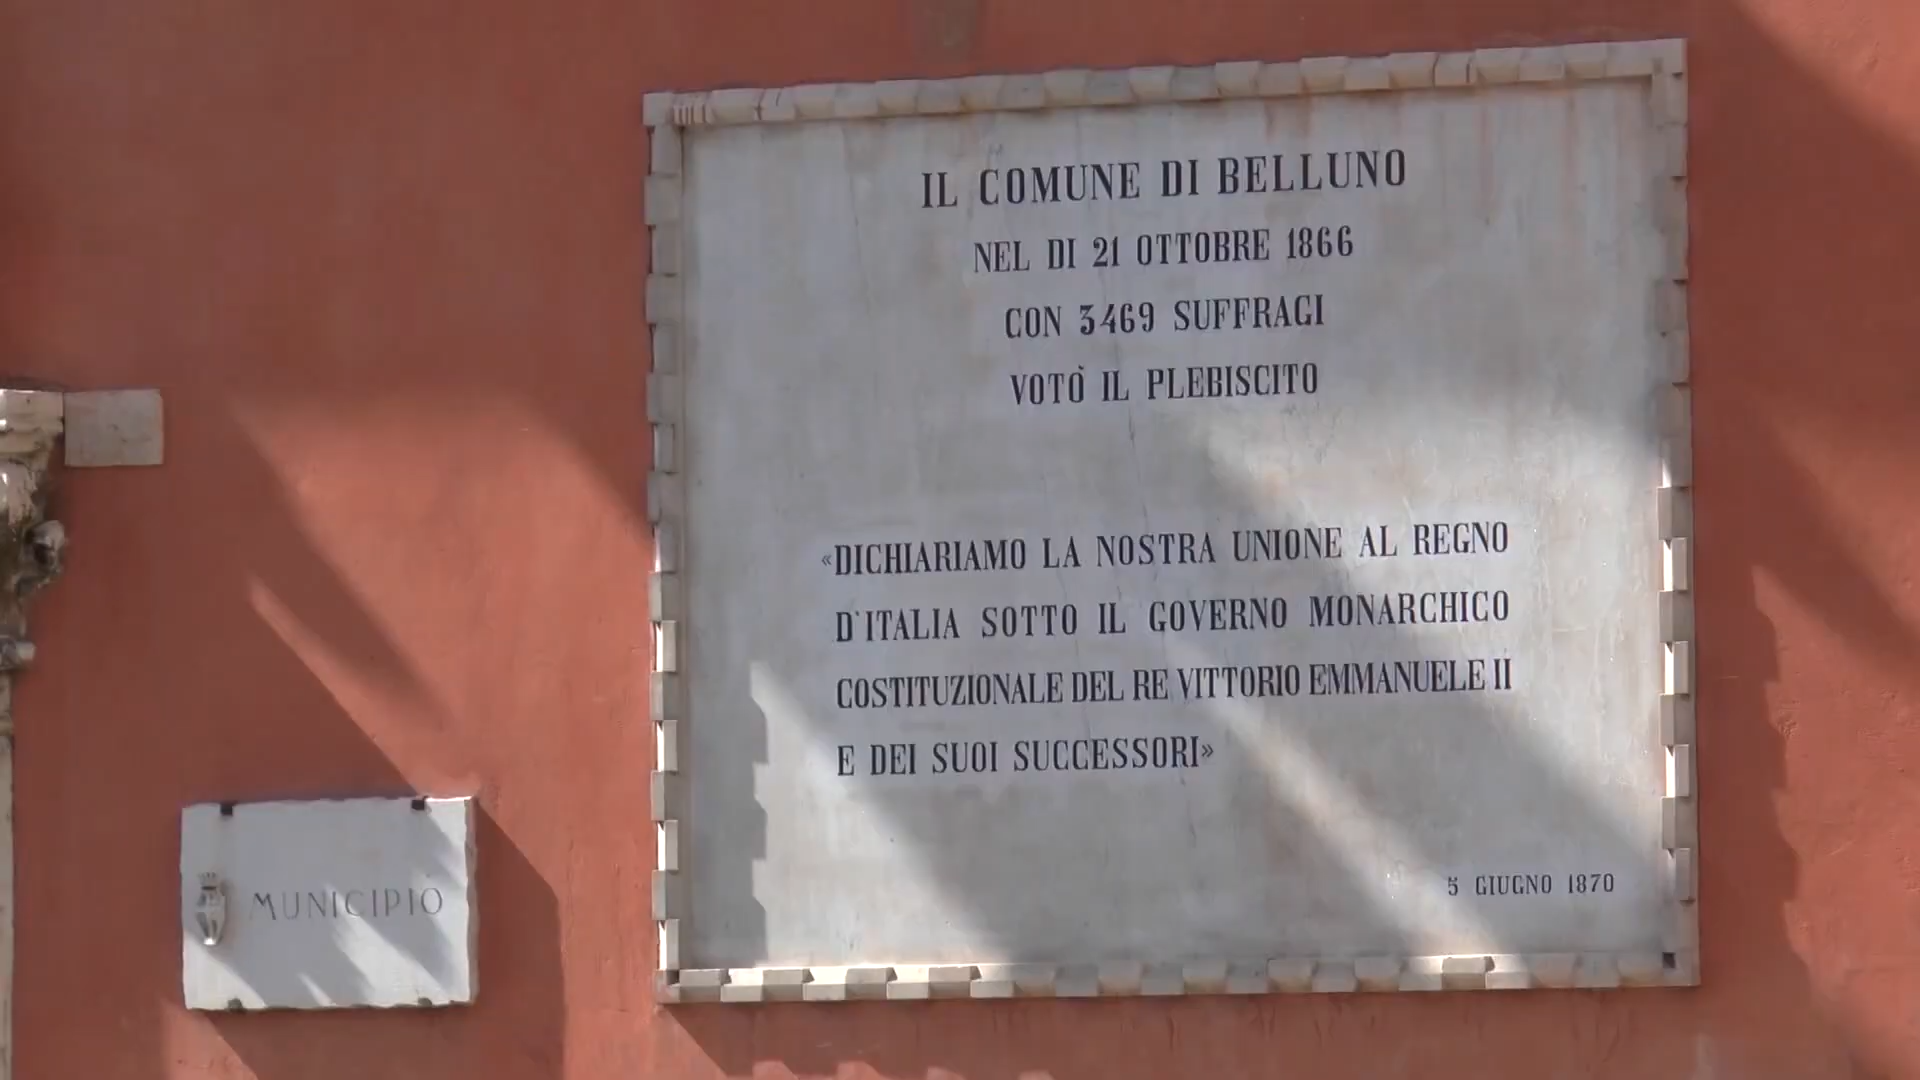 IL COMUNE DI BELLUNO
NEL DI 21 OTTOBRE 1866
CON 3469 SUFFRAGI
VOTÒ IL PLEBISCITO
«DICHIARIAMO LA NOSTRA UNIONE AL REGNO
D'ITALIA SOTTO IL GOVERNO MONARCHICO
COSTITUZIONALE DEL RE VITTORIO EMMANUELE II
E DEI SUOI SUCCESSORI»
5 GIUGNO 1870
MUNICIPIO